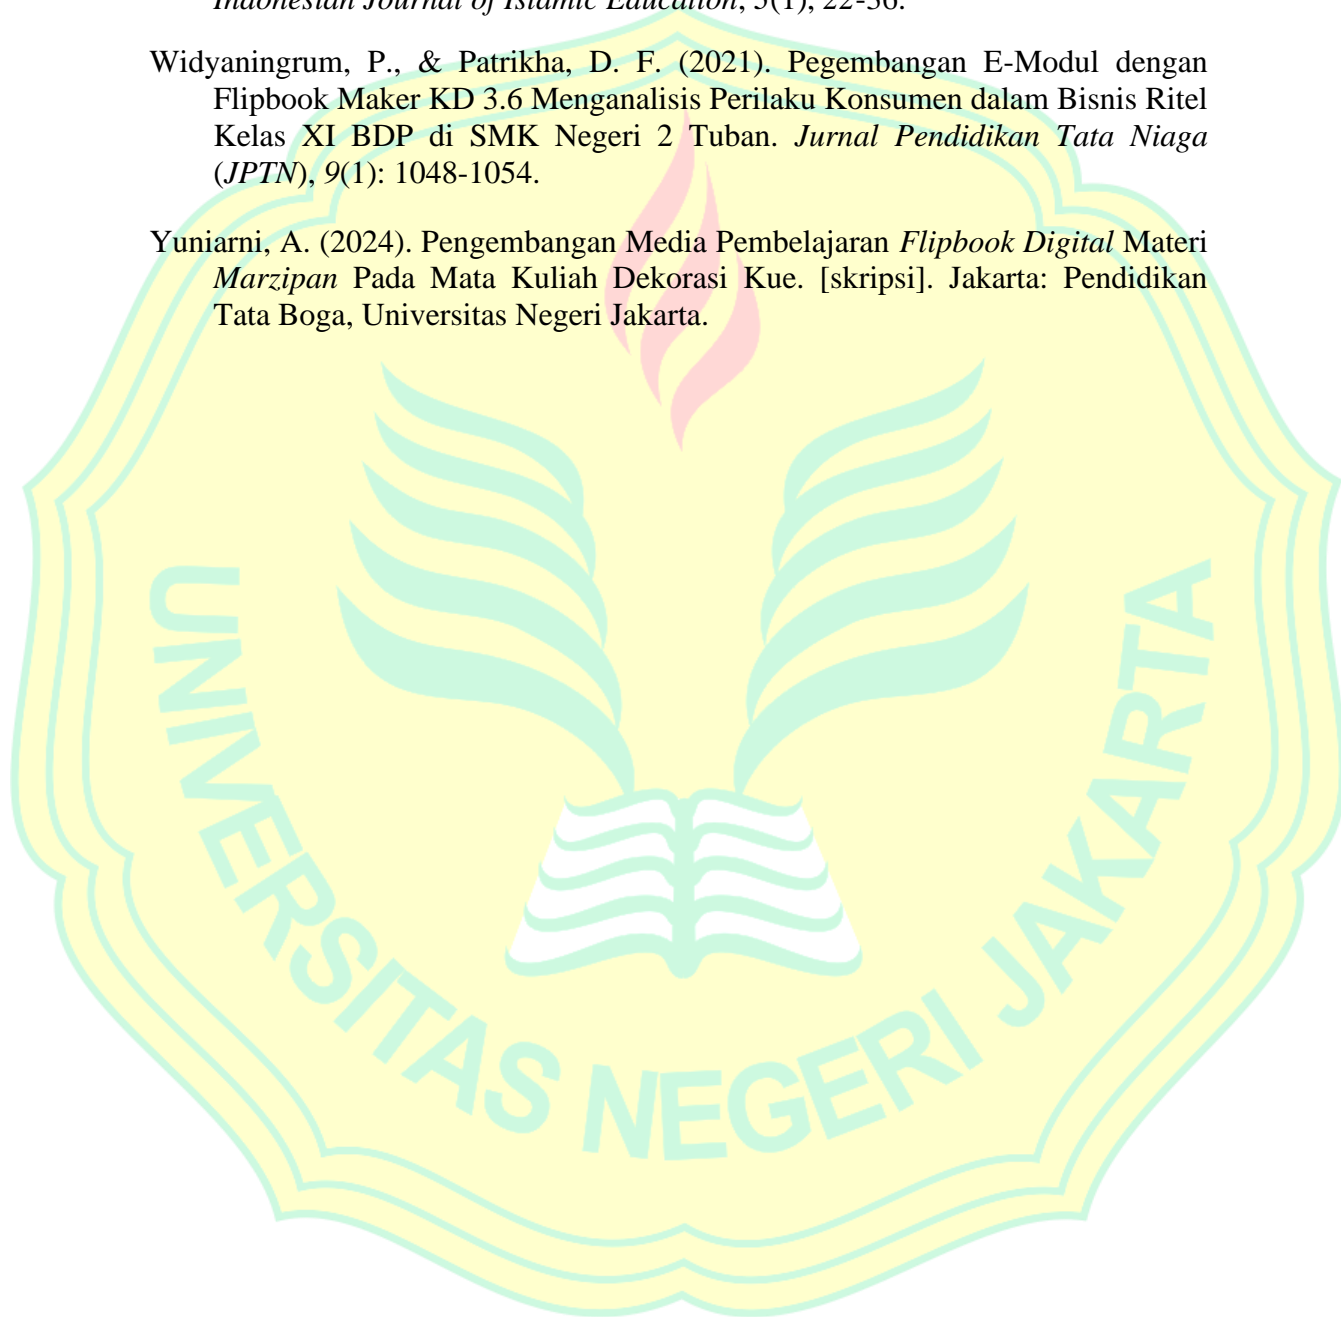 Indonesian Journal of Islamic Education, 5(1), 22-36.
Widyaningrum, P., & Patrikha, D. F. (2021). Pegembangan E-Modul dengan
Flipbook Maker KD 3.6 Menganalisis Perilaku Konsumen dalam Bisnis Ritel
Kelas XI BDP di SMK Negeri 2 Tuban. Jurnal Pendidikan Tata Niaga
(JPTN), 9(1): 1048-1054.
Yuniarni, A. (2024). Pengembangan Media Pembelajaran Flipbook Digital Materi
Marzipan Pada Mata Kuliah Dekorasi Kue. [skripsi]. Jakarta: Pendidikan
Tata Boga, Universitas Negeri Jakarta.
UNIVERSITAS NEGERI JAKARTA